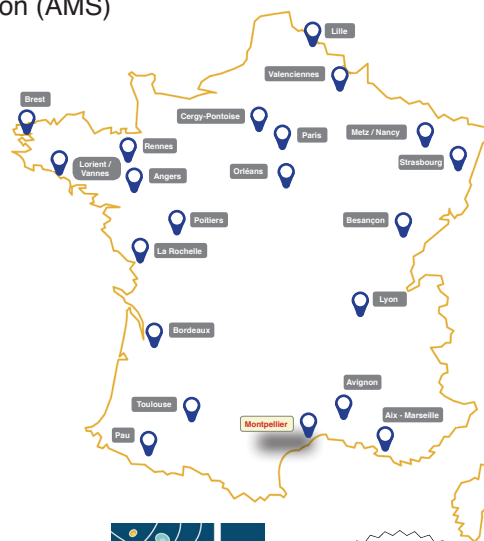 on (AMS)
Lille
Valenciennes
Brest
Cergy-Pontoise
Paris
Metz / Nancy
Rennes
Strasbourg
Lorient /
Vannes
Angers
Orléans
Poitiers
Besançon
La Rochelle
Lyon
Bordeaux
Avignon
Toulouse
Aix - Marseille
Montpellier
Pau